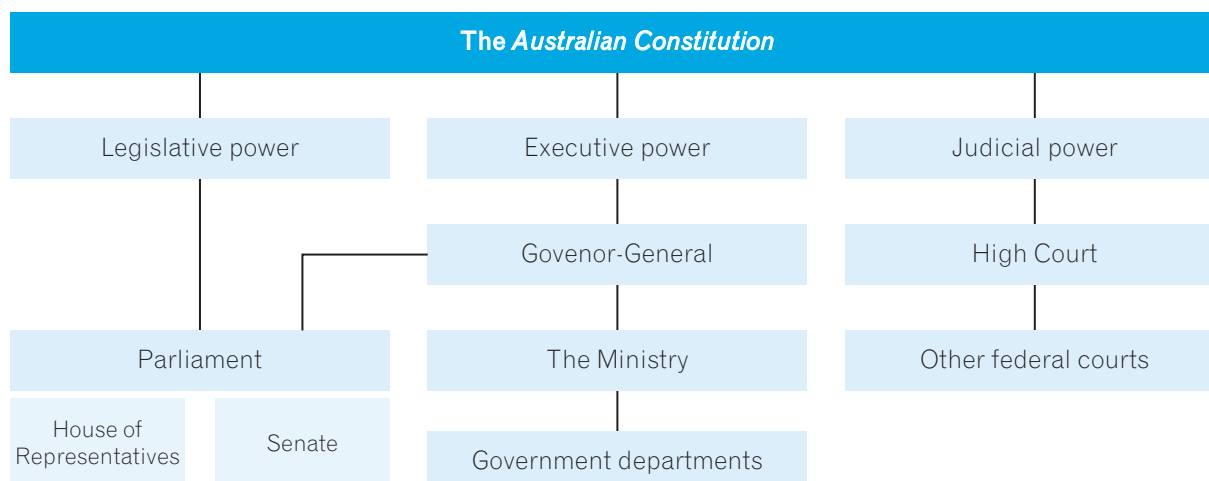 The Australian Constitution
Legislative power
Executive power
Judicial power
Govenor-General
High Court
Parliament
The Ministry
Other federal courts
House of
Representatives
Senate
Government departments